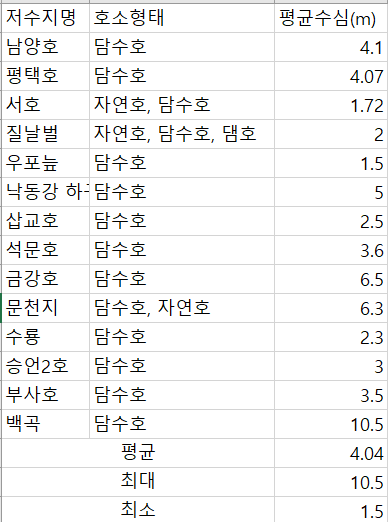 저수지명 호소형태 평균수심(m)
남양호 담수호 4.1
평택호 담수호 4.07
서호 자연호, 담수호 1.72
질날벌 자연호, 담수호, 댐호 2
우포늪 담수호 1.5
낙동강 하구 담수호 5
삽교호 담수호 2.5
석문호 담수호 3.6
금강호 담수호 6.5
문천지 담수호, 자연호 6.3
수룡 담수호 2.3
승언2호 담수호 3
부사호 담수호 3.5
백곡 담수호 10.5
평균 4.04
최대 10.5
최소 1.5